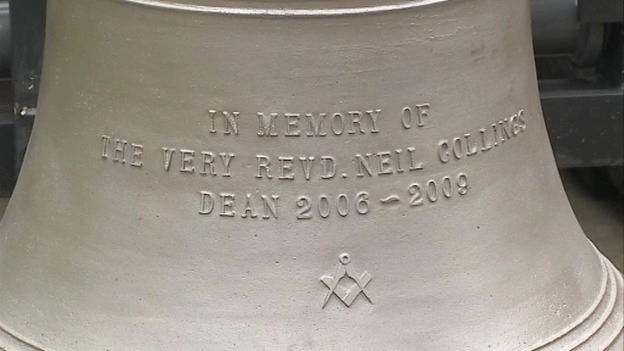 IN MEMORY OF
THE VERY REVD. NEIL COLLINGS
DEAN 2006~2009